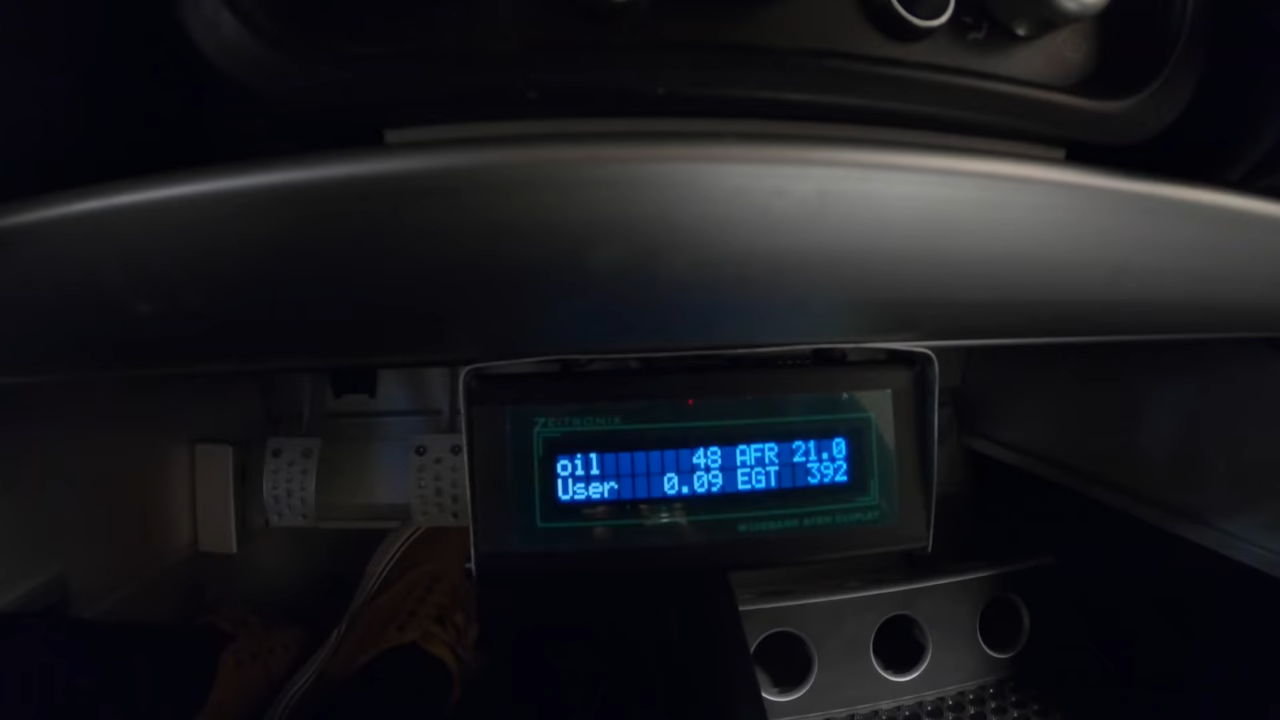 ZEITRONIX
oil 48 AFR 21.0
User 0.09 EGT 392
WIDEBAND AFR/λ DISPLAY